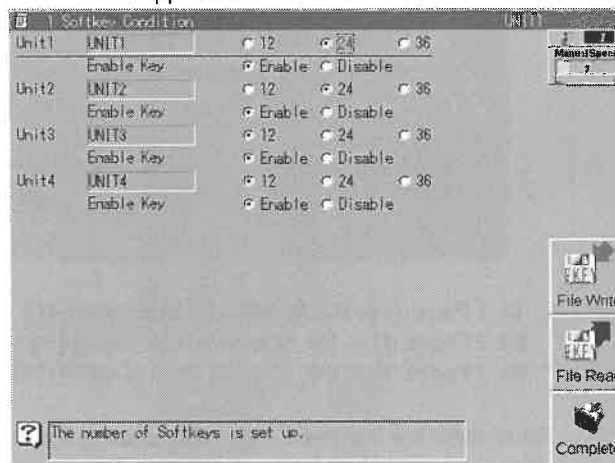 1 Softkey Condition UNIT1
Unit1 UNIT1 12 24 36
Enable Key Enable Disable
Unit2 UNIT2 12 24 36
Enable Key Enable Disable
Unit3 UNIT3 12 24 36
Enable Key Enable Disable
Unit4 UNIT4 12 24 36
Enable Key Enable Disable
The number of Softkeys is set up.
File Write
File Read
Complete